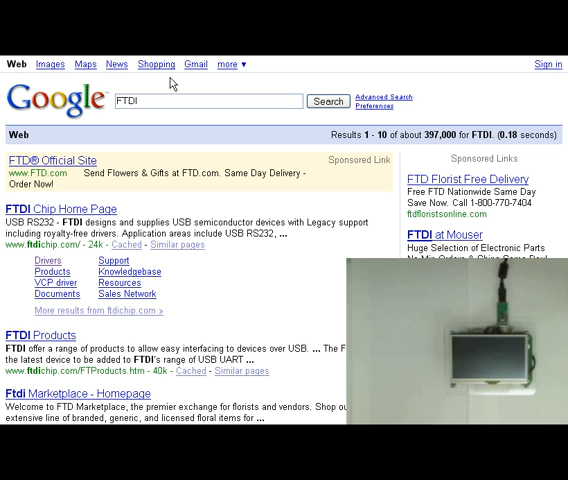 Web Images Maps News Shopping Gmail more ▼ Sign in
Google FTDI Search Advanced Search
Preferences
Web Results 1 - 10 of about 397,000 for FTDI. (0.18 seconds)
FTD® Official Site Sponsored Link
www.FTD.com Send Flowers & Gifts at FTD.com. Same Day Delivery -
Order Now!
FTDI Chip Home Page
USB RS232 - FTDI designs and supplies USB semiconductor devices with Legacy support
including royalty-free drivers. Application areas include USB RS232, ...
www.ftdichip.com/ - 24k - Cached - Similar pages
Drivers Support
Products Knowledgebase
VCP driver Resources
Documents Sales Network
More results from ftdichip.com »
FTDI Products
FTDI offer a range of products to allow easy interfacing to devices over USB. ... The F
the latest device to be added to FTDI's range of USB UART ...
www.ftdichip.com/FTProducts.htm - 40k - Cached - Similar pages
Ftdi Marketplace - Homepage
Welcome to FTD Marketplace, the premier exchange for florists and vendors. Shop ou
extensive line of branded, generic, and licensed floral items for ...
Sponsored Links
FTD Florist Free Delivery
Free FTD Nationwide Same Day
Save Now. Call 1-800-770-7404
ftdfloristsonline.com
FTDI at Mouser
Huge Selection of Electronic Parts